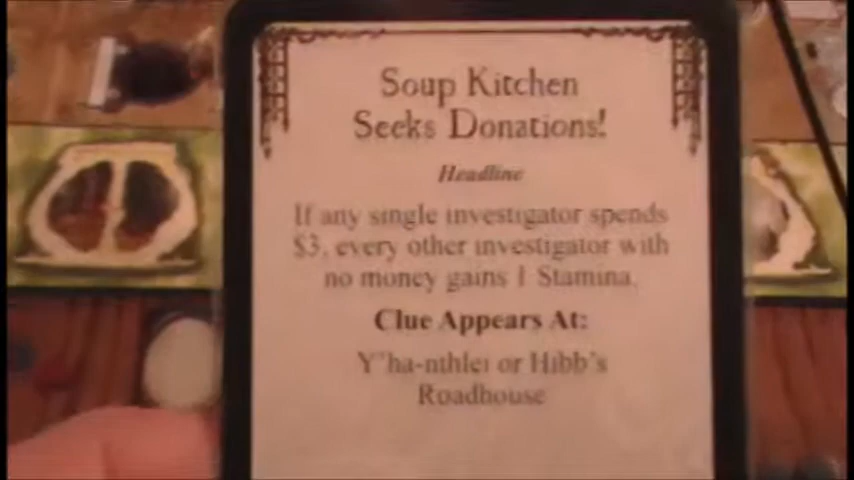 Soup Kitchen
Seeks Donations!
Headline
If any single investigator spends
$3, every other investigator with
no money gains 1 Stamina.
Clue Appears At:
Y'ha-nthlei or Hibb's
Roadhouse